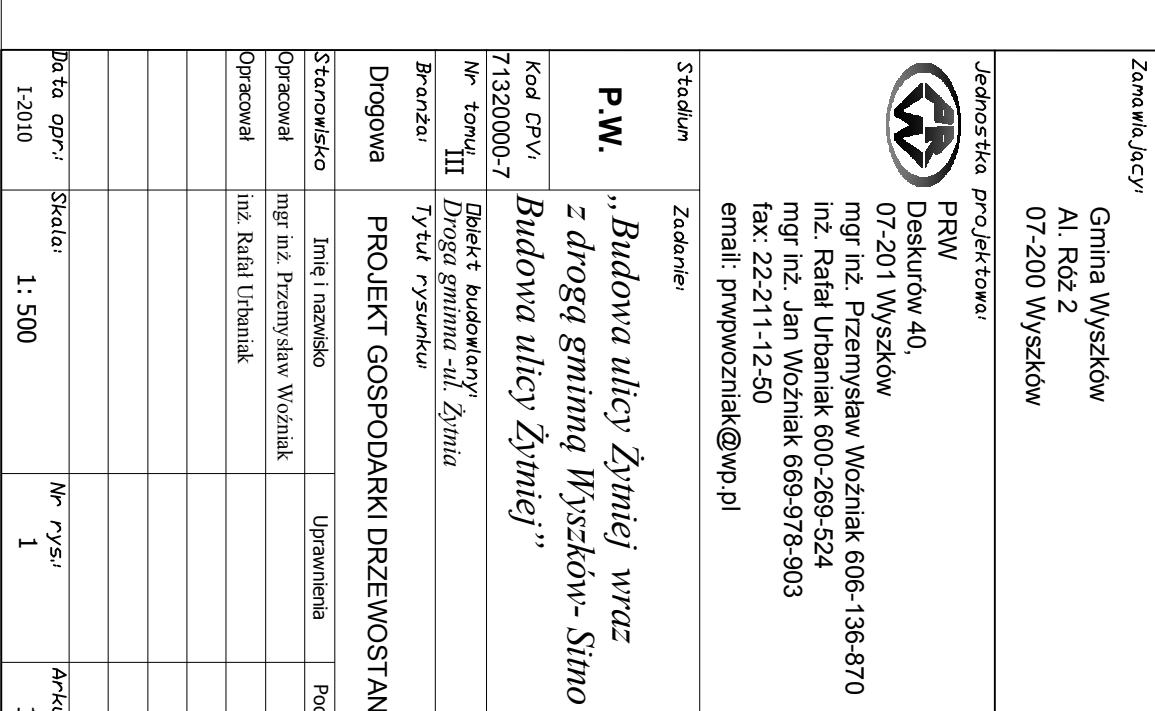 Zamawiający:
Gmina Wyszków
Al. Róż 2
07-200 Wyszków
Jednostka projektowa:
PRW
PRW
Deskurów 40,
07-201 Wyszków
mgr inż. Przemysław Woźniak 606-136-870
inż. Rafał Urbaniak 600-269-524
mgr inż. Jan Woźniak 669-978-903
fax: 22-211-12-50
email: prwpwozniak@wp.pl
Stadium
P.W.
Zadanie:
„Budowa ulicy Żytniej wraz
z drogą gminną Wyszków- Sitno
Budowa ulicy Żytniej”
Kod CPV:
71320000-7
Nr tomu:
III
Obiekt budowlany:
Droga gminna -ul. Żytnia
Branża:
Drogowa
Tytuł rysunku:
PROJEKT GOSPODARKI DRZEWOSTAN
Stanowisko Imię i nazwisko Uprawnienia
Opracował mgr inż. Przemysław Woźniak
Opracował inż. Rafał Urbaniak
Data opr.: Skala: Nr rys.:
I-2010 1: 500 1